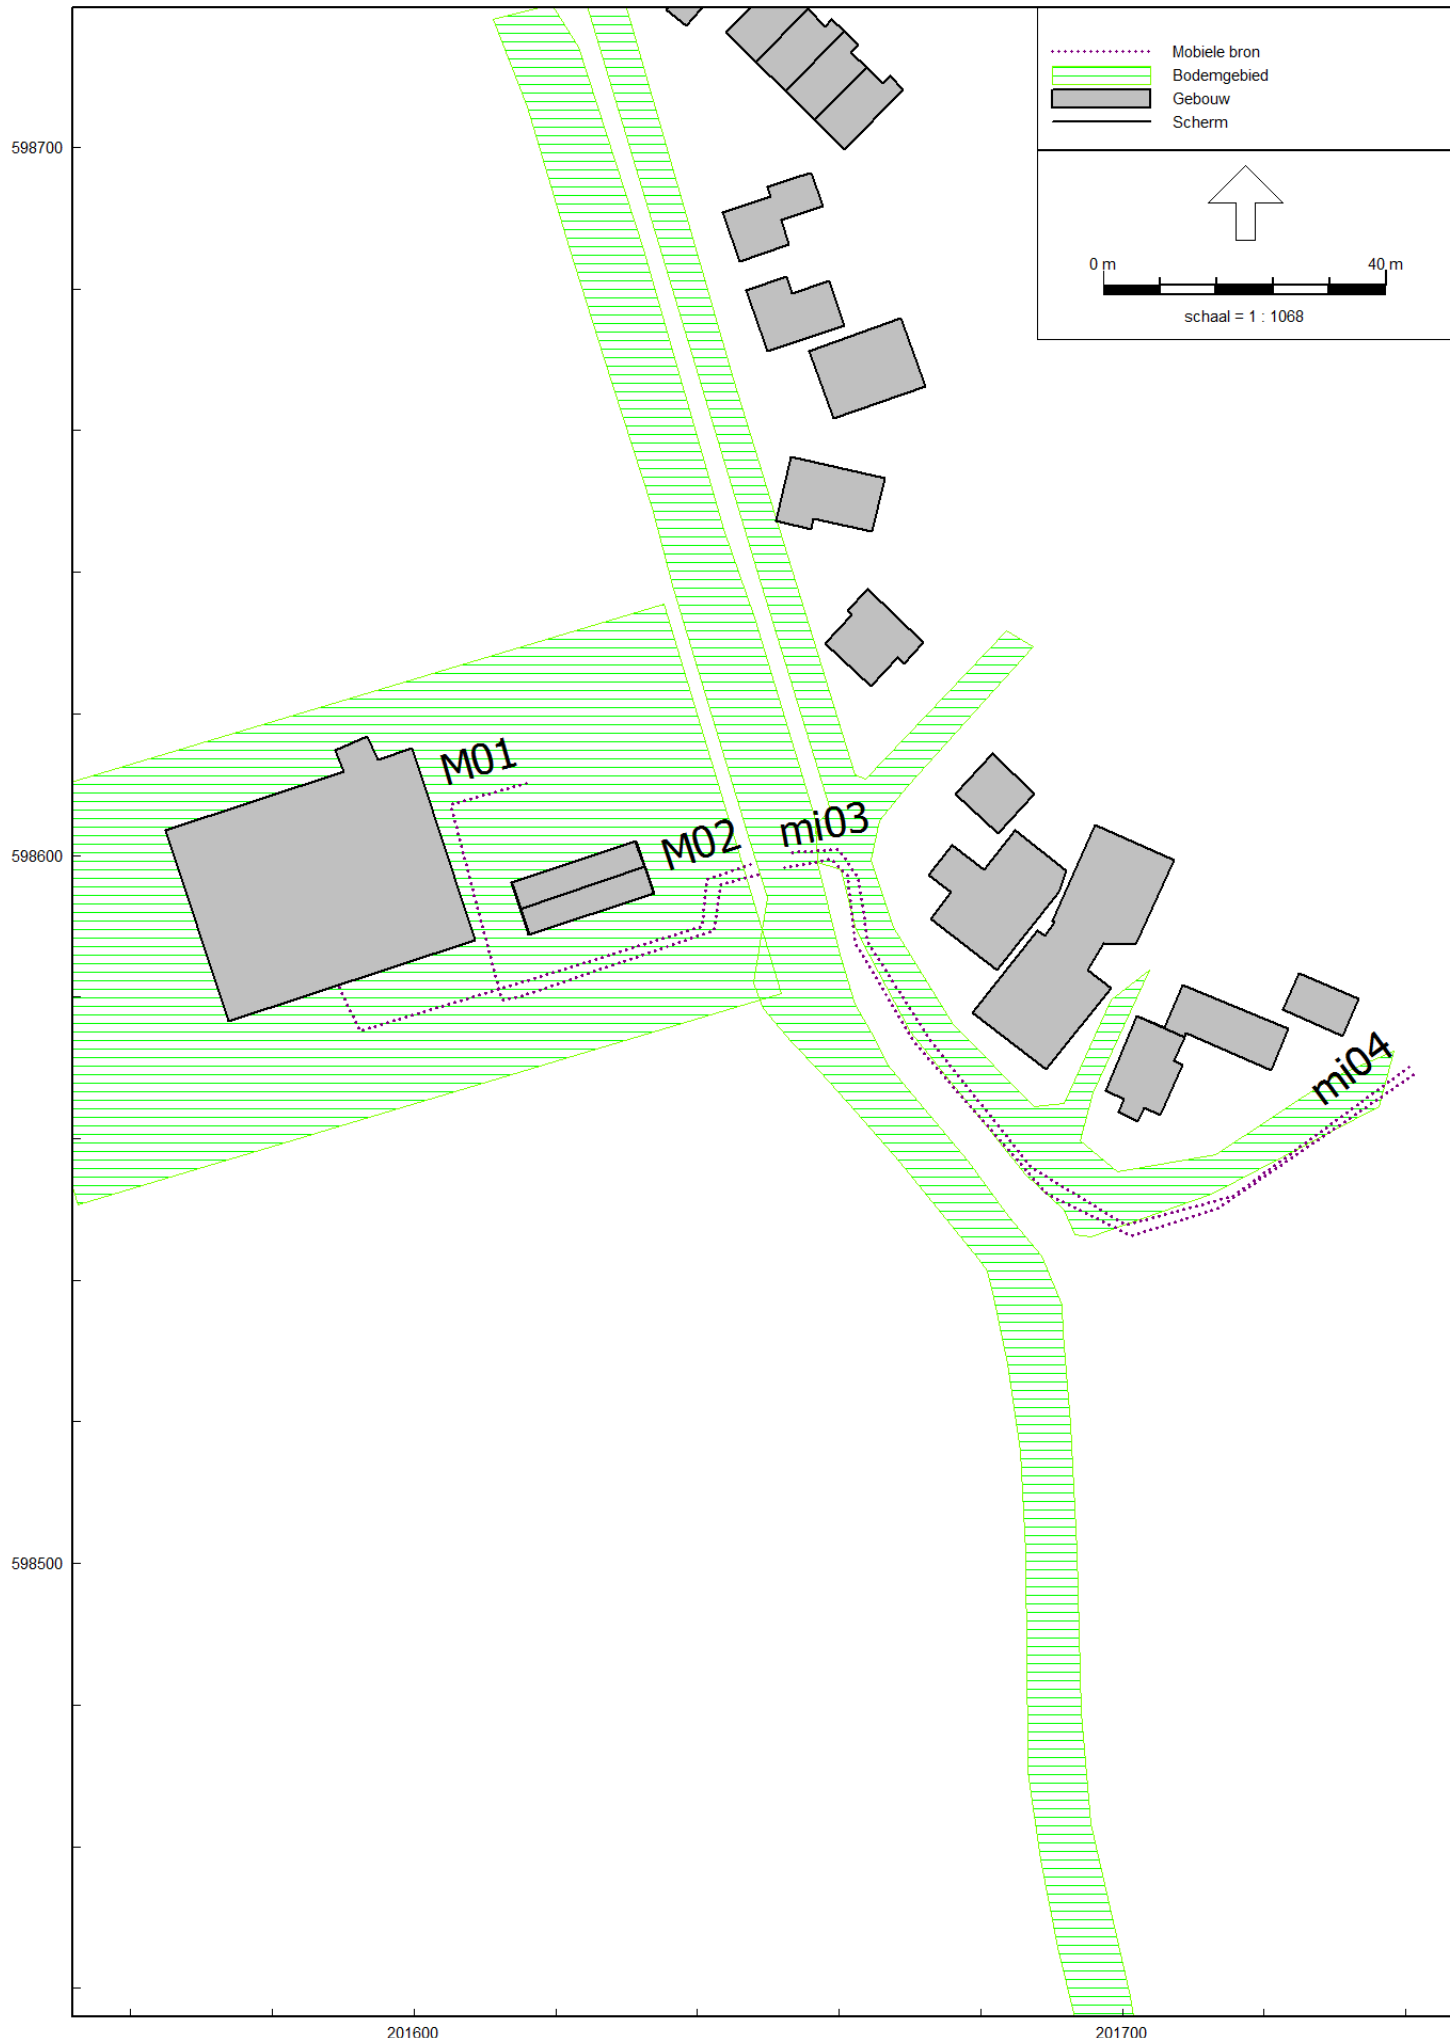 Mobiele bron
Bodemgebied
Gebouw
Scherm
598700
0 m 40 m
schaal = 1 : 1068
M01
M02
mi03
598600
mi04
598500
201600 201700